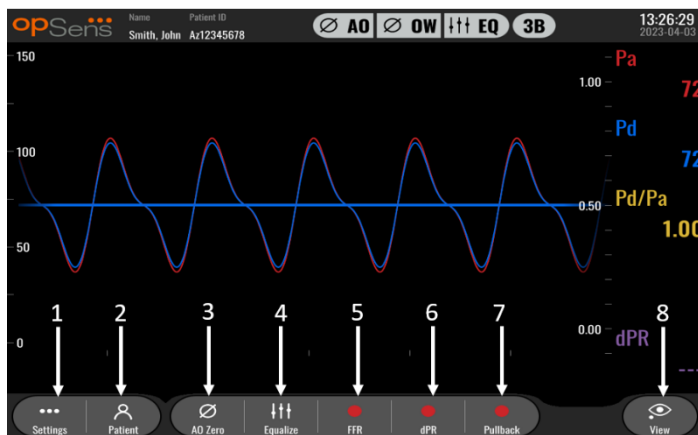 opSens
Name Patient ID
Smith, John Az12345678
AO OW EQ 3B
13:26:29
2023-04-03
150
100
50
0
1.00
0.50
0.00
Pa
72
Pd
72
Pd/Pa
1.00
dPR
---
1 2 3 4 5 6 7 8
Settings Patient AO Zero Equalize FFR dPR Pullback View